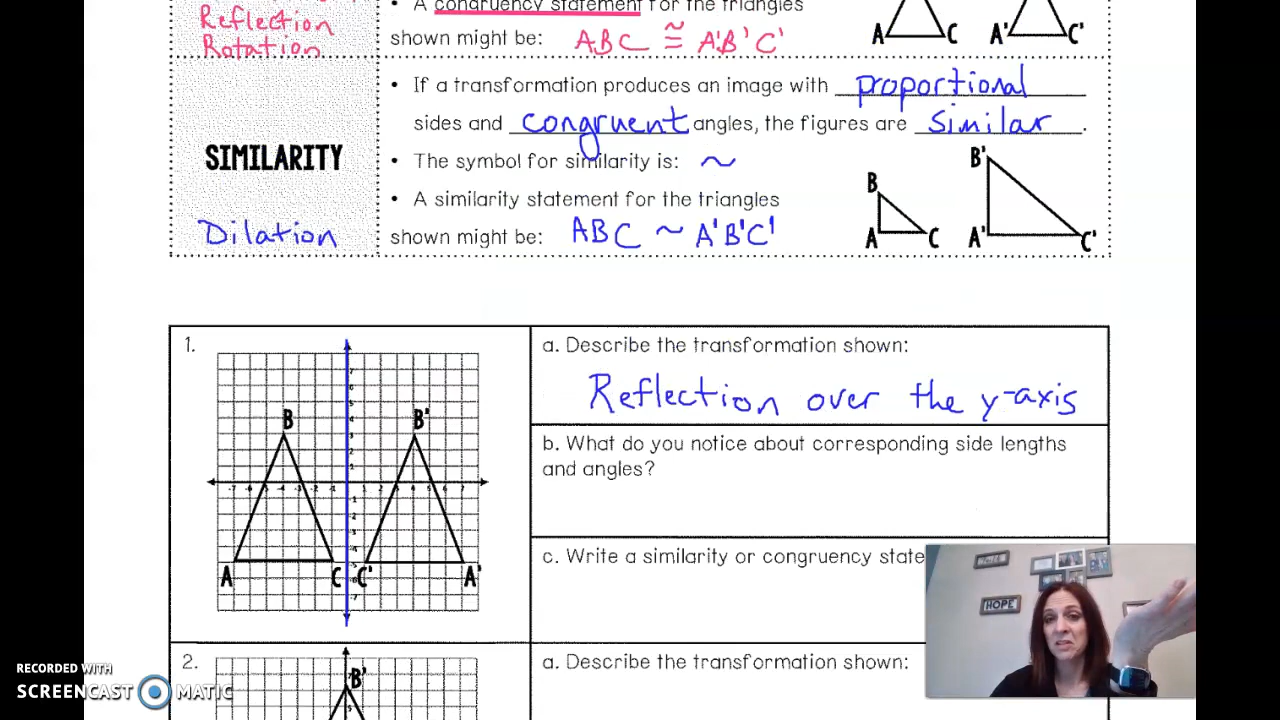 Reflection
Rotation
• A congruency statement for the triangles
shown might be: ABC ≅ A'B'C'
A C A' C'
SIMILARITY
Dilation
• If a transformation produces an image with proportional
sides and congruent angles, the figures are similar.
• The symbol for similarity is: ~
• A similarity statement for the triangles
shown might be: ABC ~ A'B'C'
B B'
A C A' C'
1.
B B'
A C C' A'
a. Describe the transformation shown:
Reflection over the y-axis
b. What do you notice about corresponding side lengths
and angles?
c. Write a similarity or congruency state
HOPE
2.
B'
a. Describe the transformation shown:
RECORDED WITH
SCREENCAST MATIC